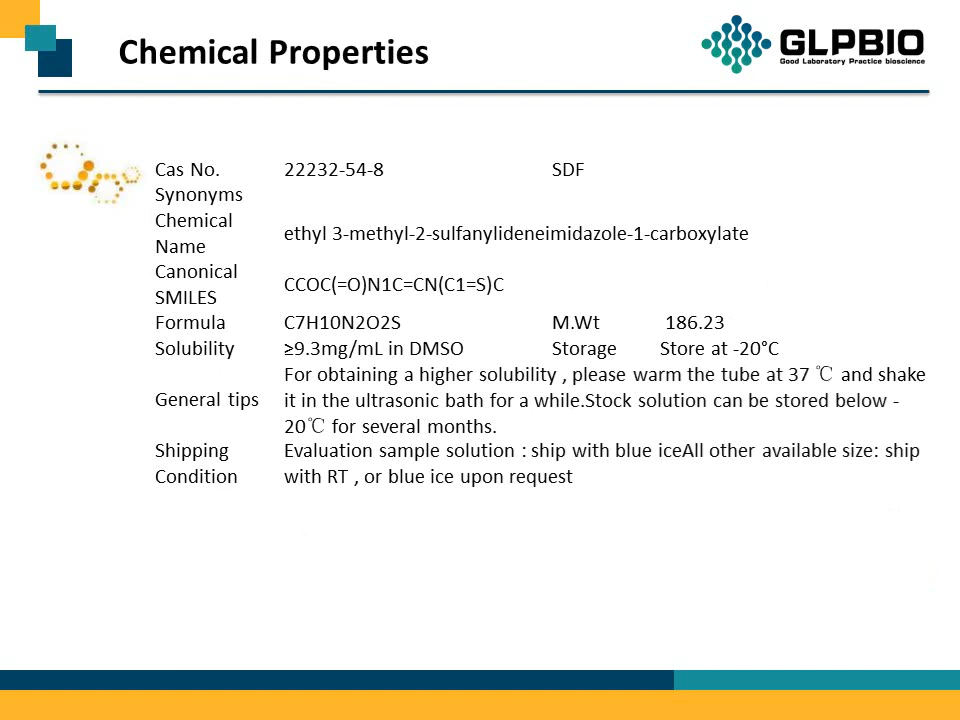 Chemical Properties
GLPBIO
Good Laboratory Practice bioscience
Cas No. 22232-54-8 SDF
Synonyms
Chemical Name ethyl 3-methyl-2-sulfanylideneimidazole-1-carboxylate
Canonical SMILES CCOC(=O)N1C=CN(C1=S)C
Formula C7H10N2O2S M.Wt 186.23
Solubility ≥9.3mg/mL in DMSO Storage Store at -20°C
General tips For obtaining a higher solubility , please warm the tube at 37 ℃ and shake
it in the ultrasonic bath for a while.Stock solution can be stored below -
20℃ for several months.
Shipping Condition Evaluation sample solution : ship with blue iceAll other available size: ship
with RT , or blue ice upon request